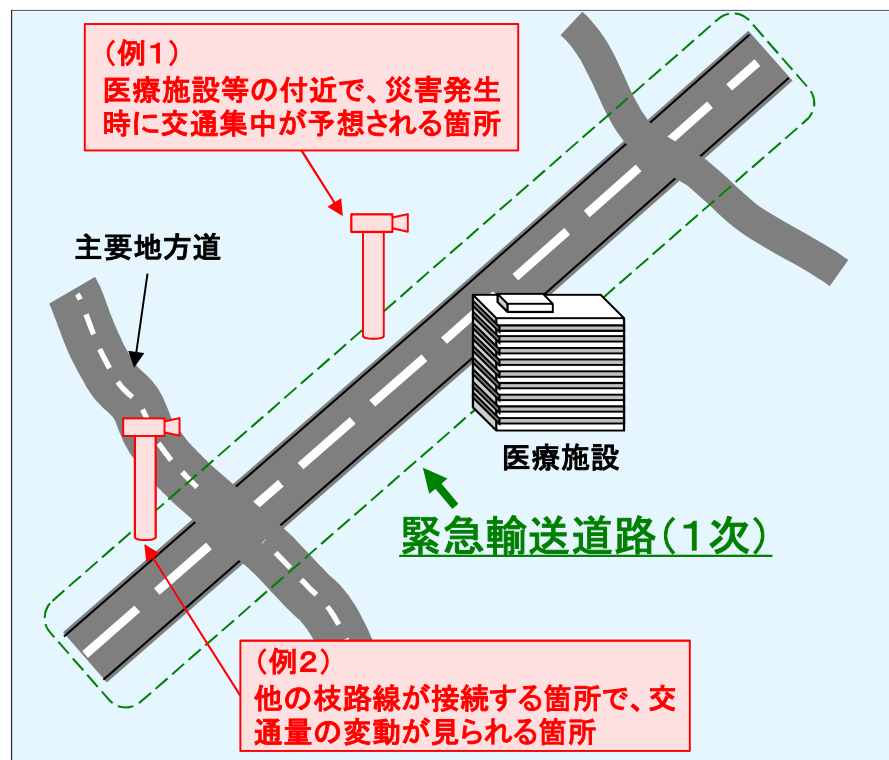 （例１）
医療施設等の付近で、災害発生
時に交通集中が予想される箇所
主要地方道
医療施設
緊急輸送道路（１次）
（例２）
他の枝路線が接続する箇所で、交
通量の変動が見られる箇所